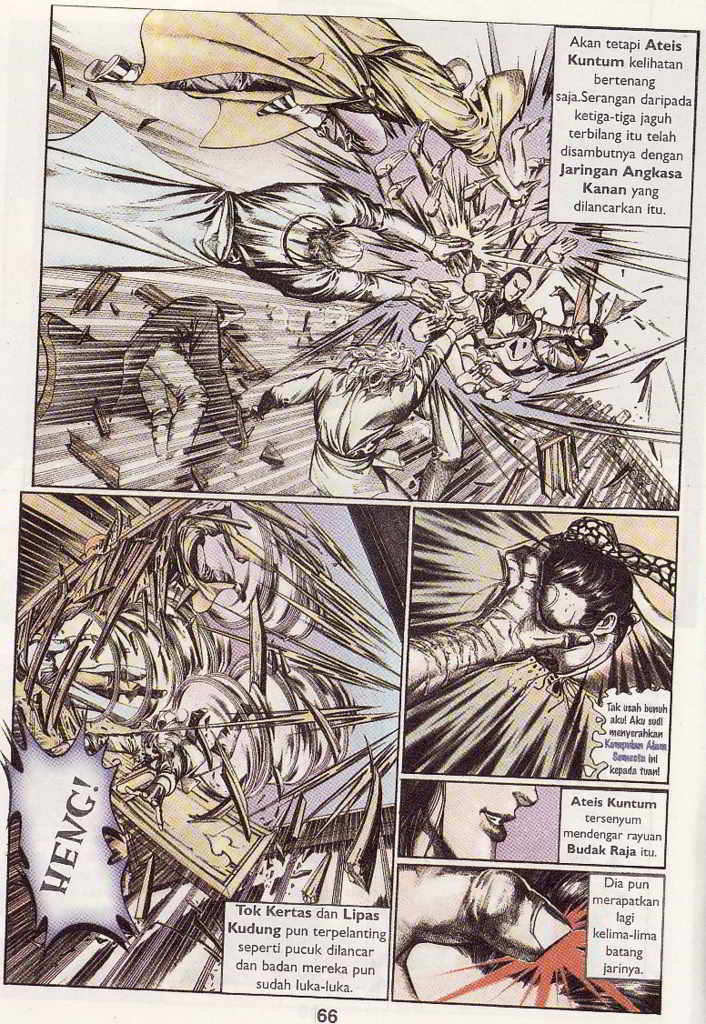 Akan tetapi Ateis
Kuntum kelihatan
bertenang
saja.Serangan daripada
ketiga-tiga jaguh
terbilang itu telah
disambutnya dengan
Jaringan Angkasa
Kanan yang
dilancarkan itu.
HENG!
Tok Kertas dan Lipas
Kudung pun terpelanting
seperti pucuk dilancar
dan badan mereka pun
sudah luka-luka.
Tak usah bunuh
aku! Aku sudi
menyerahkan
Kumpulan Alam
Semesta ini
kepada tuan!
Ateis Kuntum
tersenyum
mendengar rayuan
Budak Raja itu.
Dia pun
merapatkan
lagi
kelima-lima
batang
jarinya.
66